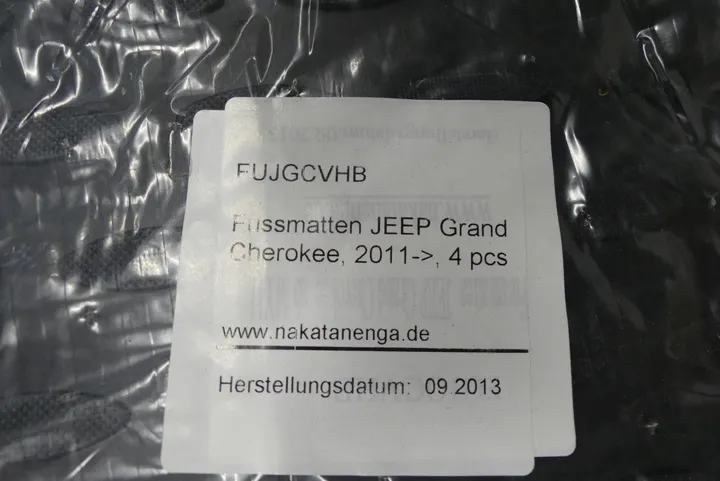 FUJGCVHB
Fussmatten JEEP Grand
Cherokee, 2011->, 4 pcs
www.nakatanenga.de
Herstellungsdatum: 09.2013